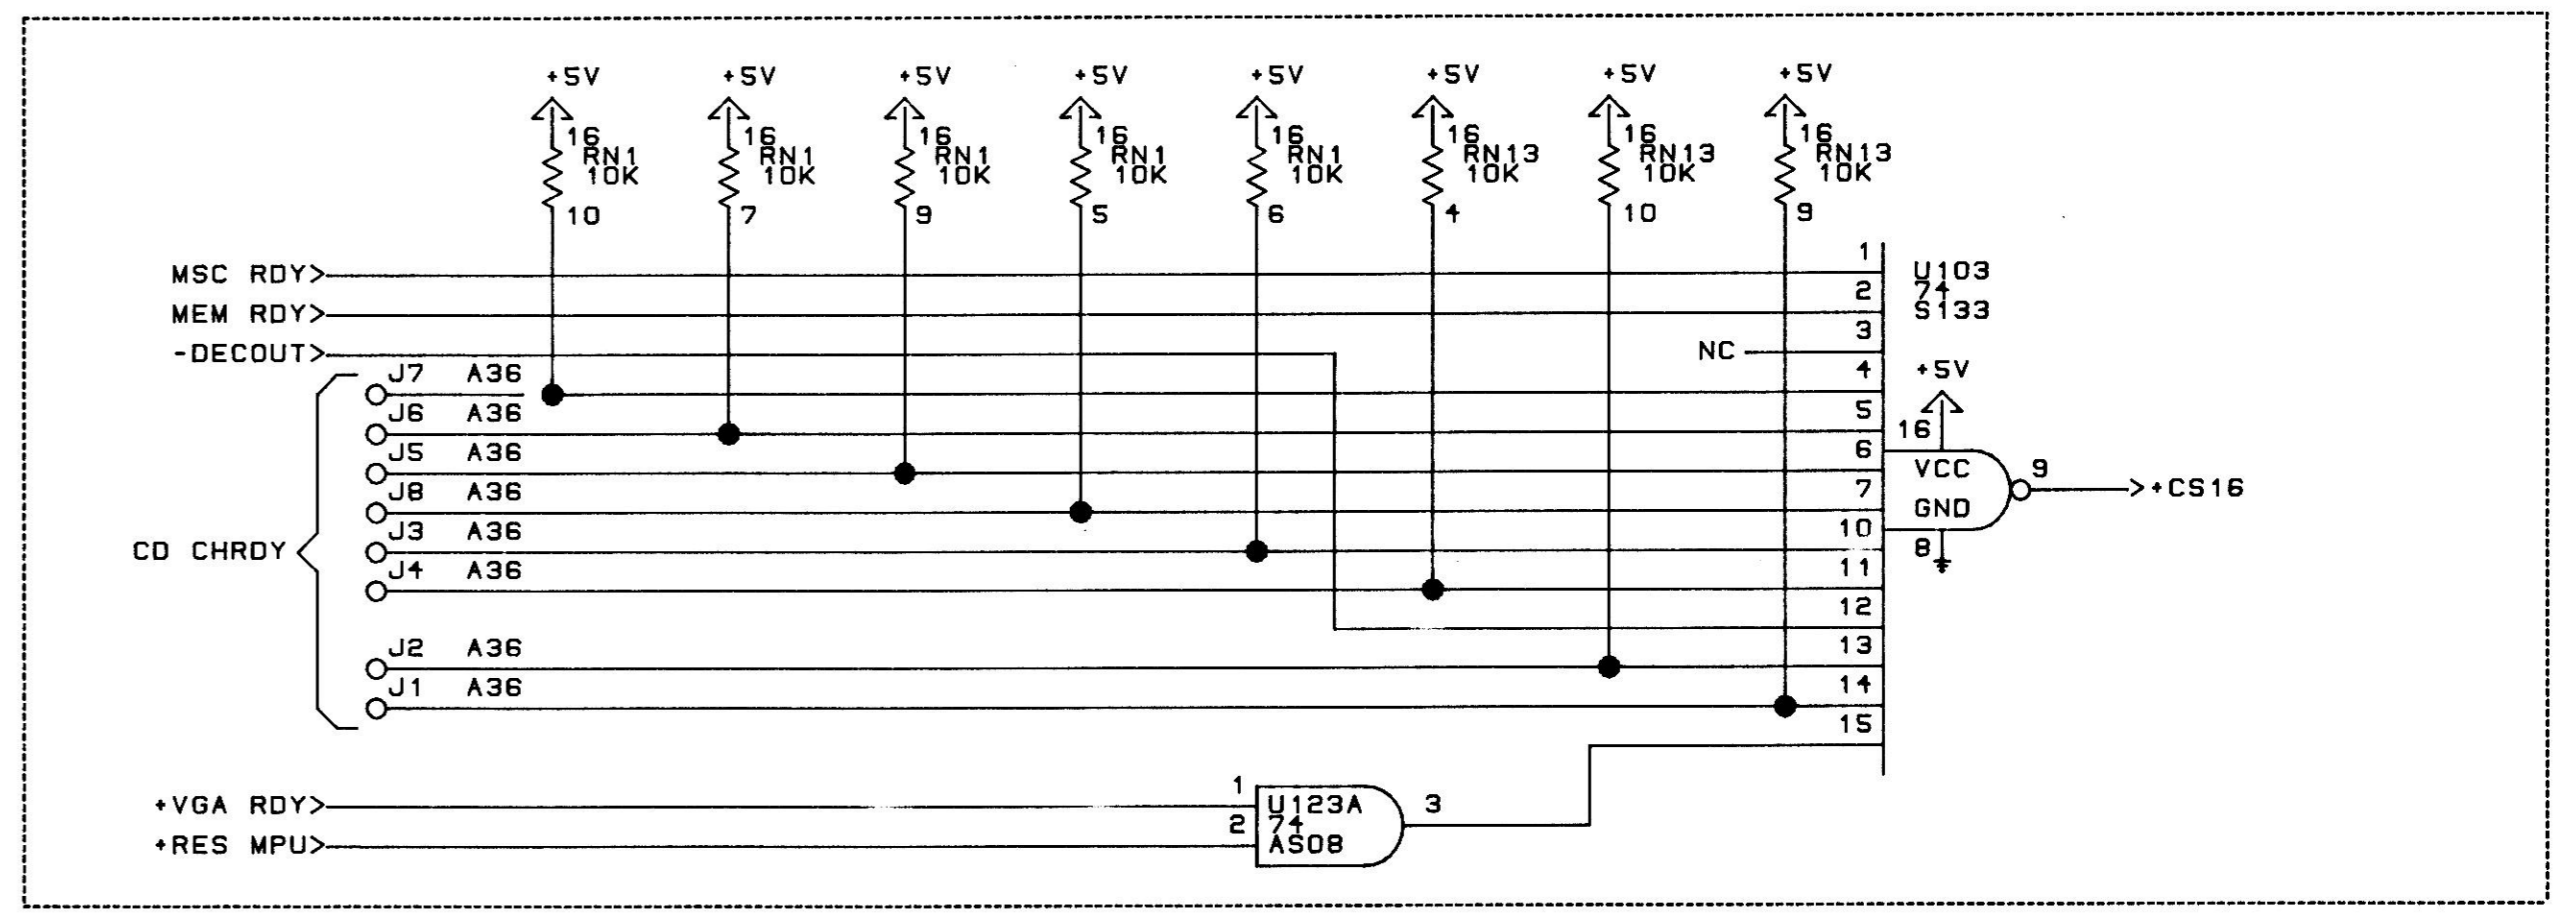 +5V +5V +5V +5V +5V +5V +5V +5V
16 16 16 16 16 16 16 16
RN1 RN1 RN1 RN1 RN1 RN13 RN13 RN13
10K 10K 10K 10K 10K 10K 10K 10K
10 7 9 5 6 4 10 9
MSC RDY> 1 U103
2 74
MEM RDY> S133
3
-DECOUT> NC
J7 A36 4 +5V
J6 A36 5
16
J5 A36 6 VCC 9
J8 A36 7 >+CS16
GND
J3 A36 10
CD CHRDY 8
J4 A36 11
12
J2 A36 13
J1 A36 14
15
1
+VGA RDY> U123A 3
2 74
+RES MPU> AS08